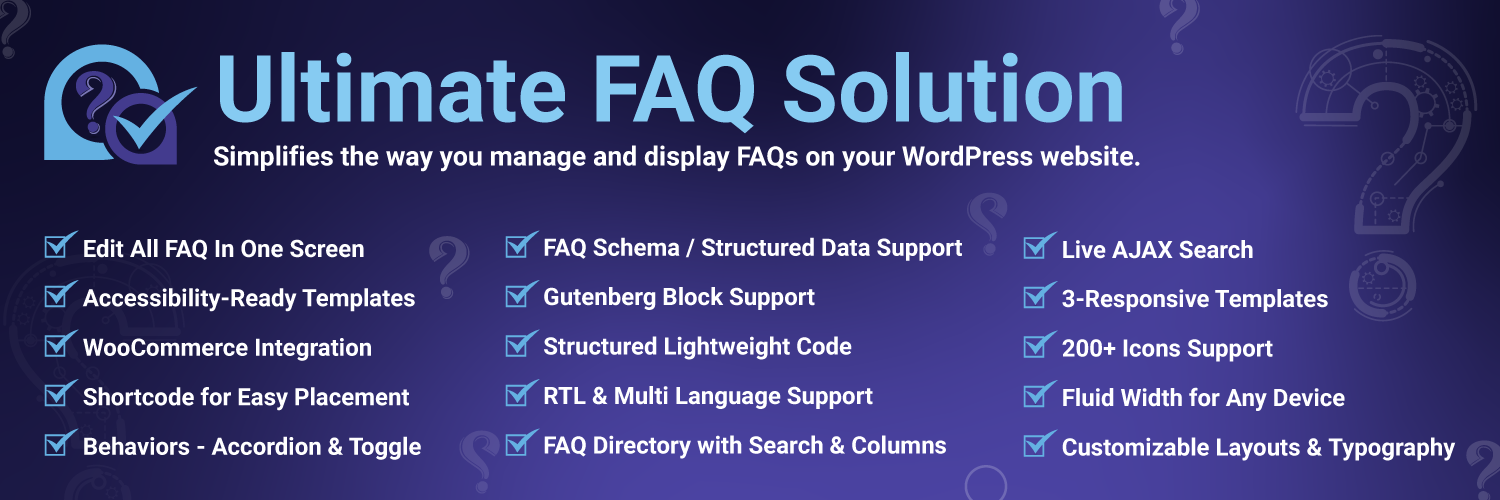 Ultimate FAQ Solution
Simplifies the way you manage and display FAQs on your WordPress website.
Edit All FAQ In One Screen
Accessibility-Ready Templates
WooCommerce Integration
Shortcode for Easy Placement
Behaviors - Accordion & Toggle
FAQ Schema / Structured Data Support
Gutenberg Block Support
Structured Lightweight Code
RTL & Multi Language Support
FAQ Directory with Search & Columns
Live AJAX Search
3-Responsive Templates
200+ Icons Support
Fluid Width for Any Device
Customizable Layouts & Typography